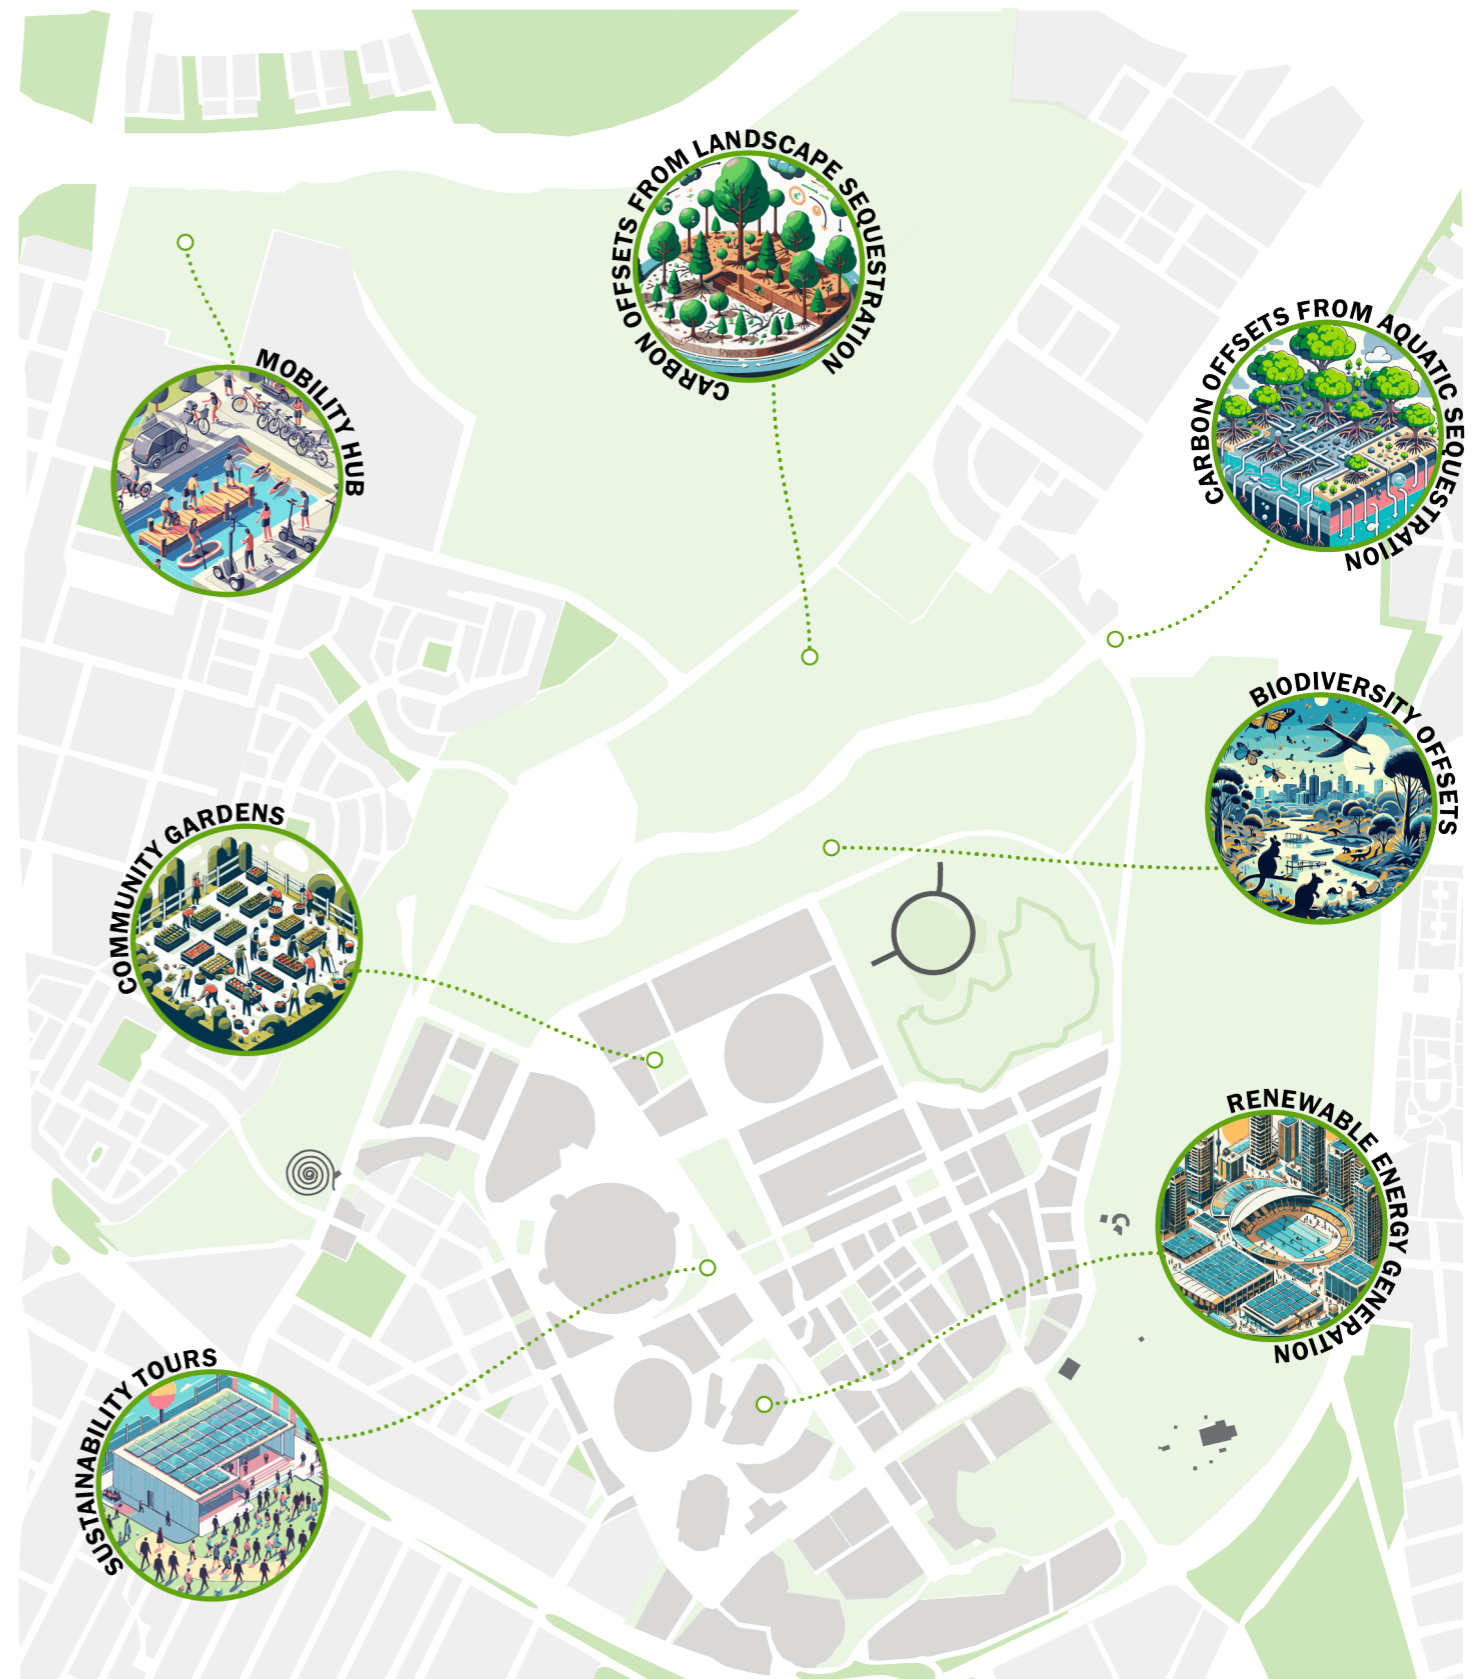 CARBON OFFSETS FROM LANDSCAPE SEQUESTRATION
CARBON OFFSETS FROM AQUATIC SEQUESTRATION
MOBILITY HUB
BIODIVERSITY OFFSETS
COMMUNITY GARDENS
RENEWABLE ENERGY GENERATION
SUSTAINABILITY TOURS